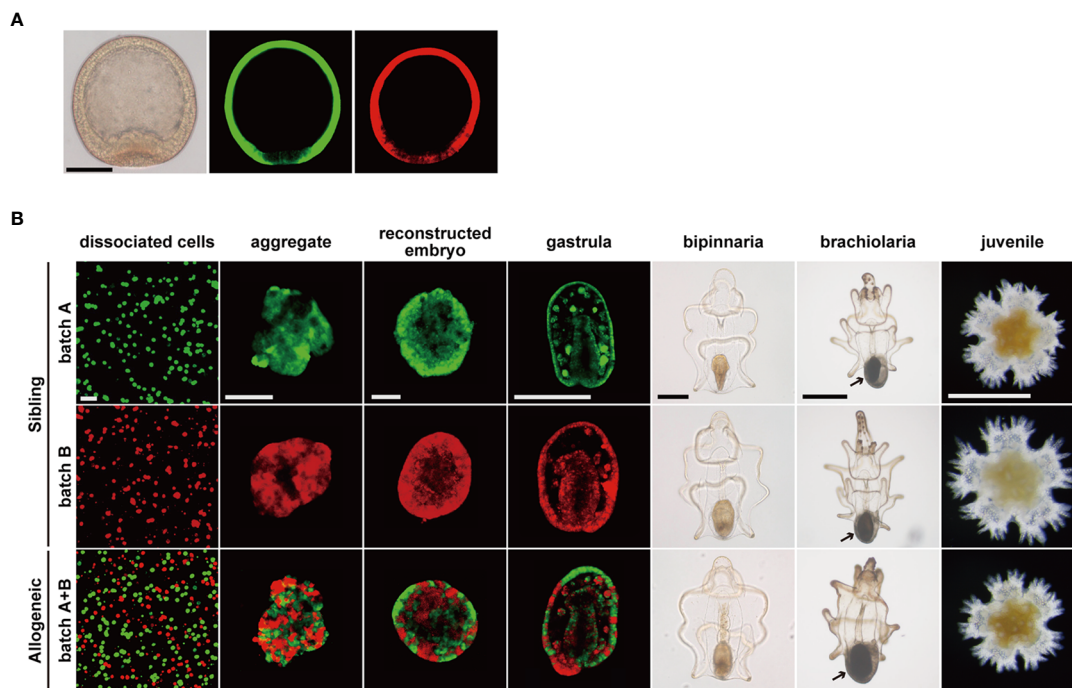 A
B
dissociated cells
aggregate
reconstructed
embryo
gastrula
bipinnaria
brachiolaria
juvenile
Sibling
batch A
batch B
Allogeneic
batch A+B